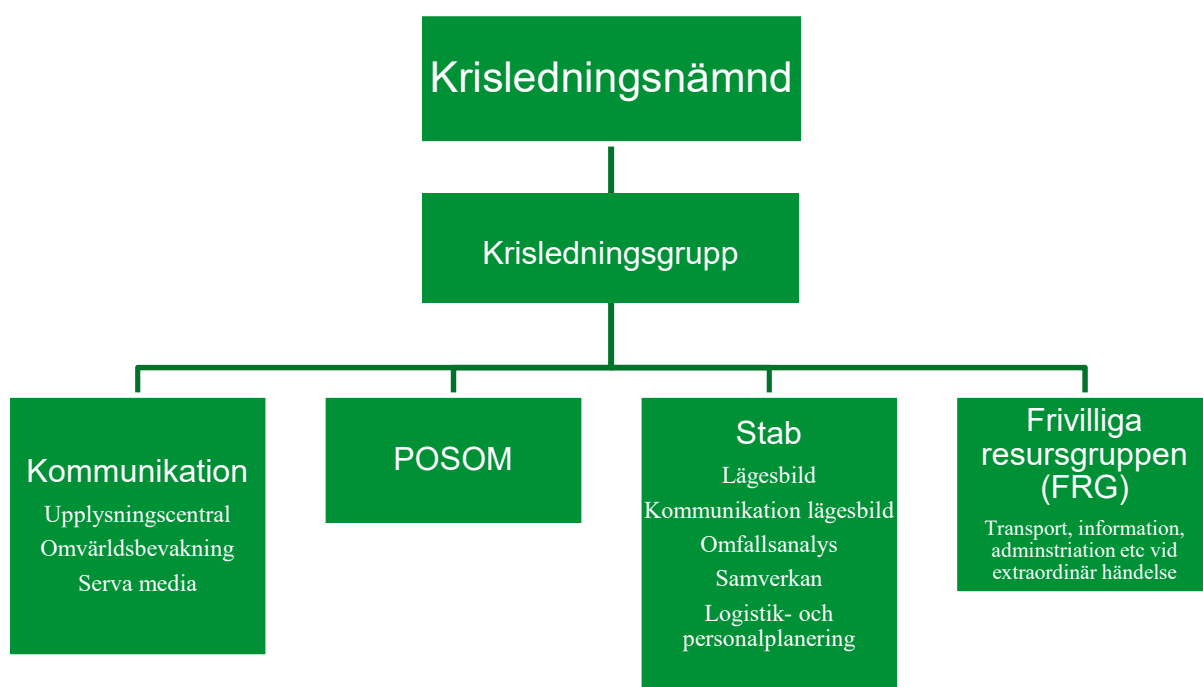 Krisledningsnämnd
Krisledningsgrupp
Kommunikation
Upplysningscentral
Omvärldsbevakning
Serva media
POSOM
Stab
Lägesbild
Kommunikation lägesbild
Omfallsanalys
Samverkan
Logistik- och
personalplanering
Frivilliga
resursgruppen
(FRG)
Transport, information,
adminstriation etc vid
extraordinär händelse